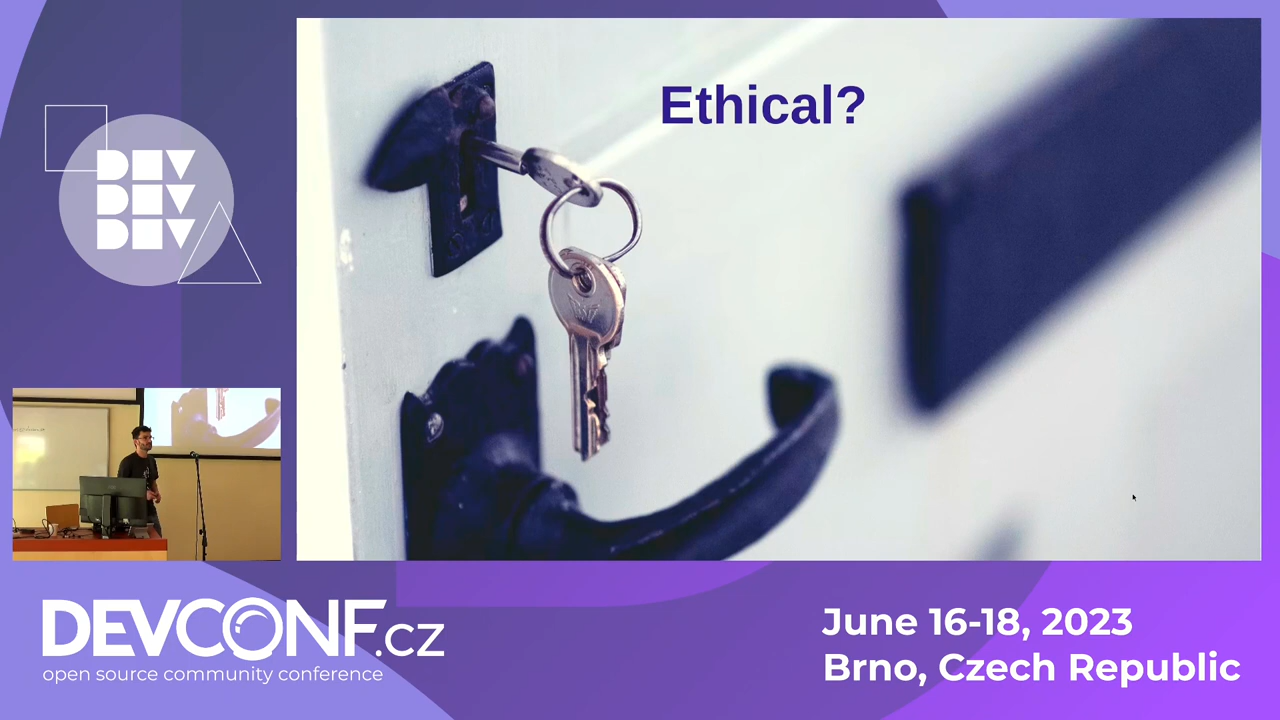 Ethical?
DEV
DEV
DEV
DEVCONF.cz
open source community conference
June 16-18, 2023
Brno, Czech Republic